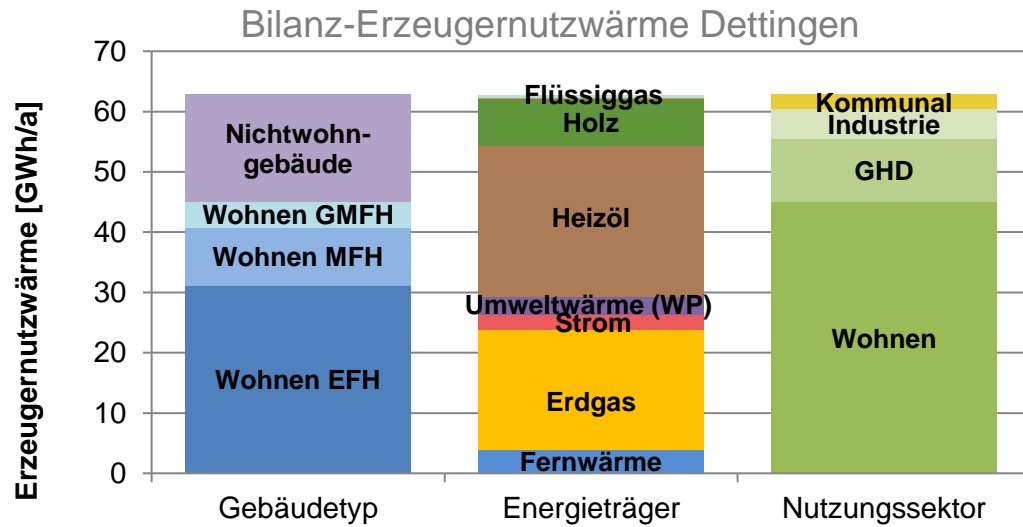 Bilanz-Erzeugernutzwärme Dettingen
Erzeugernutzwärme [GWh/a]
70
60
50
40
30
20
10
0
Nichtwohn-
gebäude
Wohnen GMFH
Wohnen MFH
Wohnen EFH
Flüssiggas
Holz
Heizöl
Umweltwärme (WP)
Strom
Erdgas
Fernwärme
Kommunal
Industrie
GHD
Wohnen
Gebäudetyp
Energieträger
Nutzungssektor